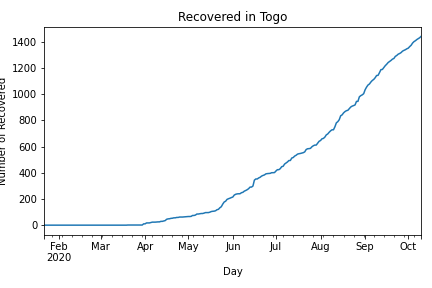 Recovered in Togo
Number of Recovered
1400
1200
1000
800
600
400
200
0
Feb Mar Apr May Jun Jul Aug Sep Oct
2020
Day